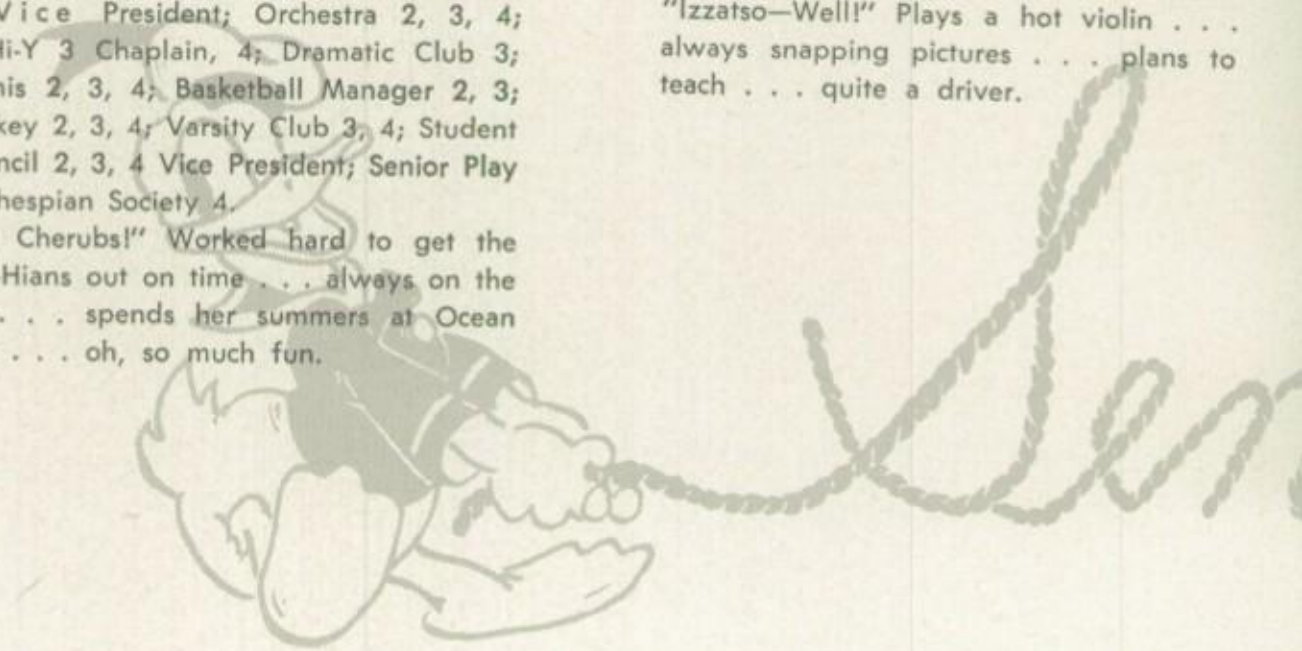 Vice President; Orchestra 2, 3, 4;
Hi-Y 3 Chaplain, 4; Dramatic Club 3;
nis 2, 3, 4; Basketball Manager 2, 3;
key 2, 3, 4; Varsity Club 3, 4; Student
ncil 2, 3, 4 Vice President; Senior Play
hespian Society 4.
Cherubs!" Worked hard to get the
-Hians out on time . . . always on the
. . . spends her summers at Ocean
. . . oh, so much fun.
"Izzatso—Well!" Plays a hot violin . . .
always snapping pictures . . . plans to
teach . . . quite a driver.
Sen